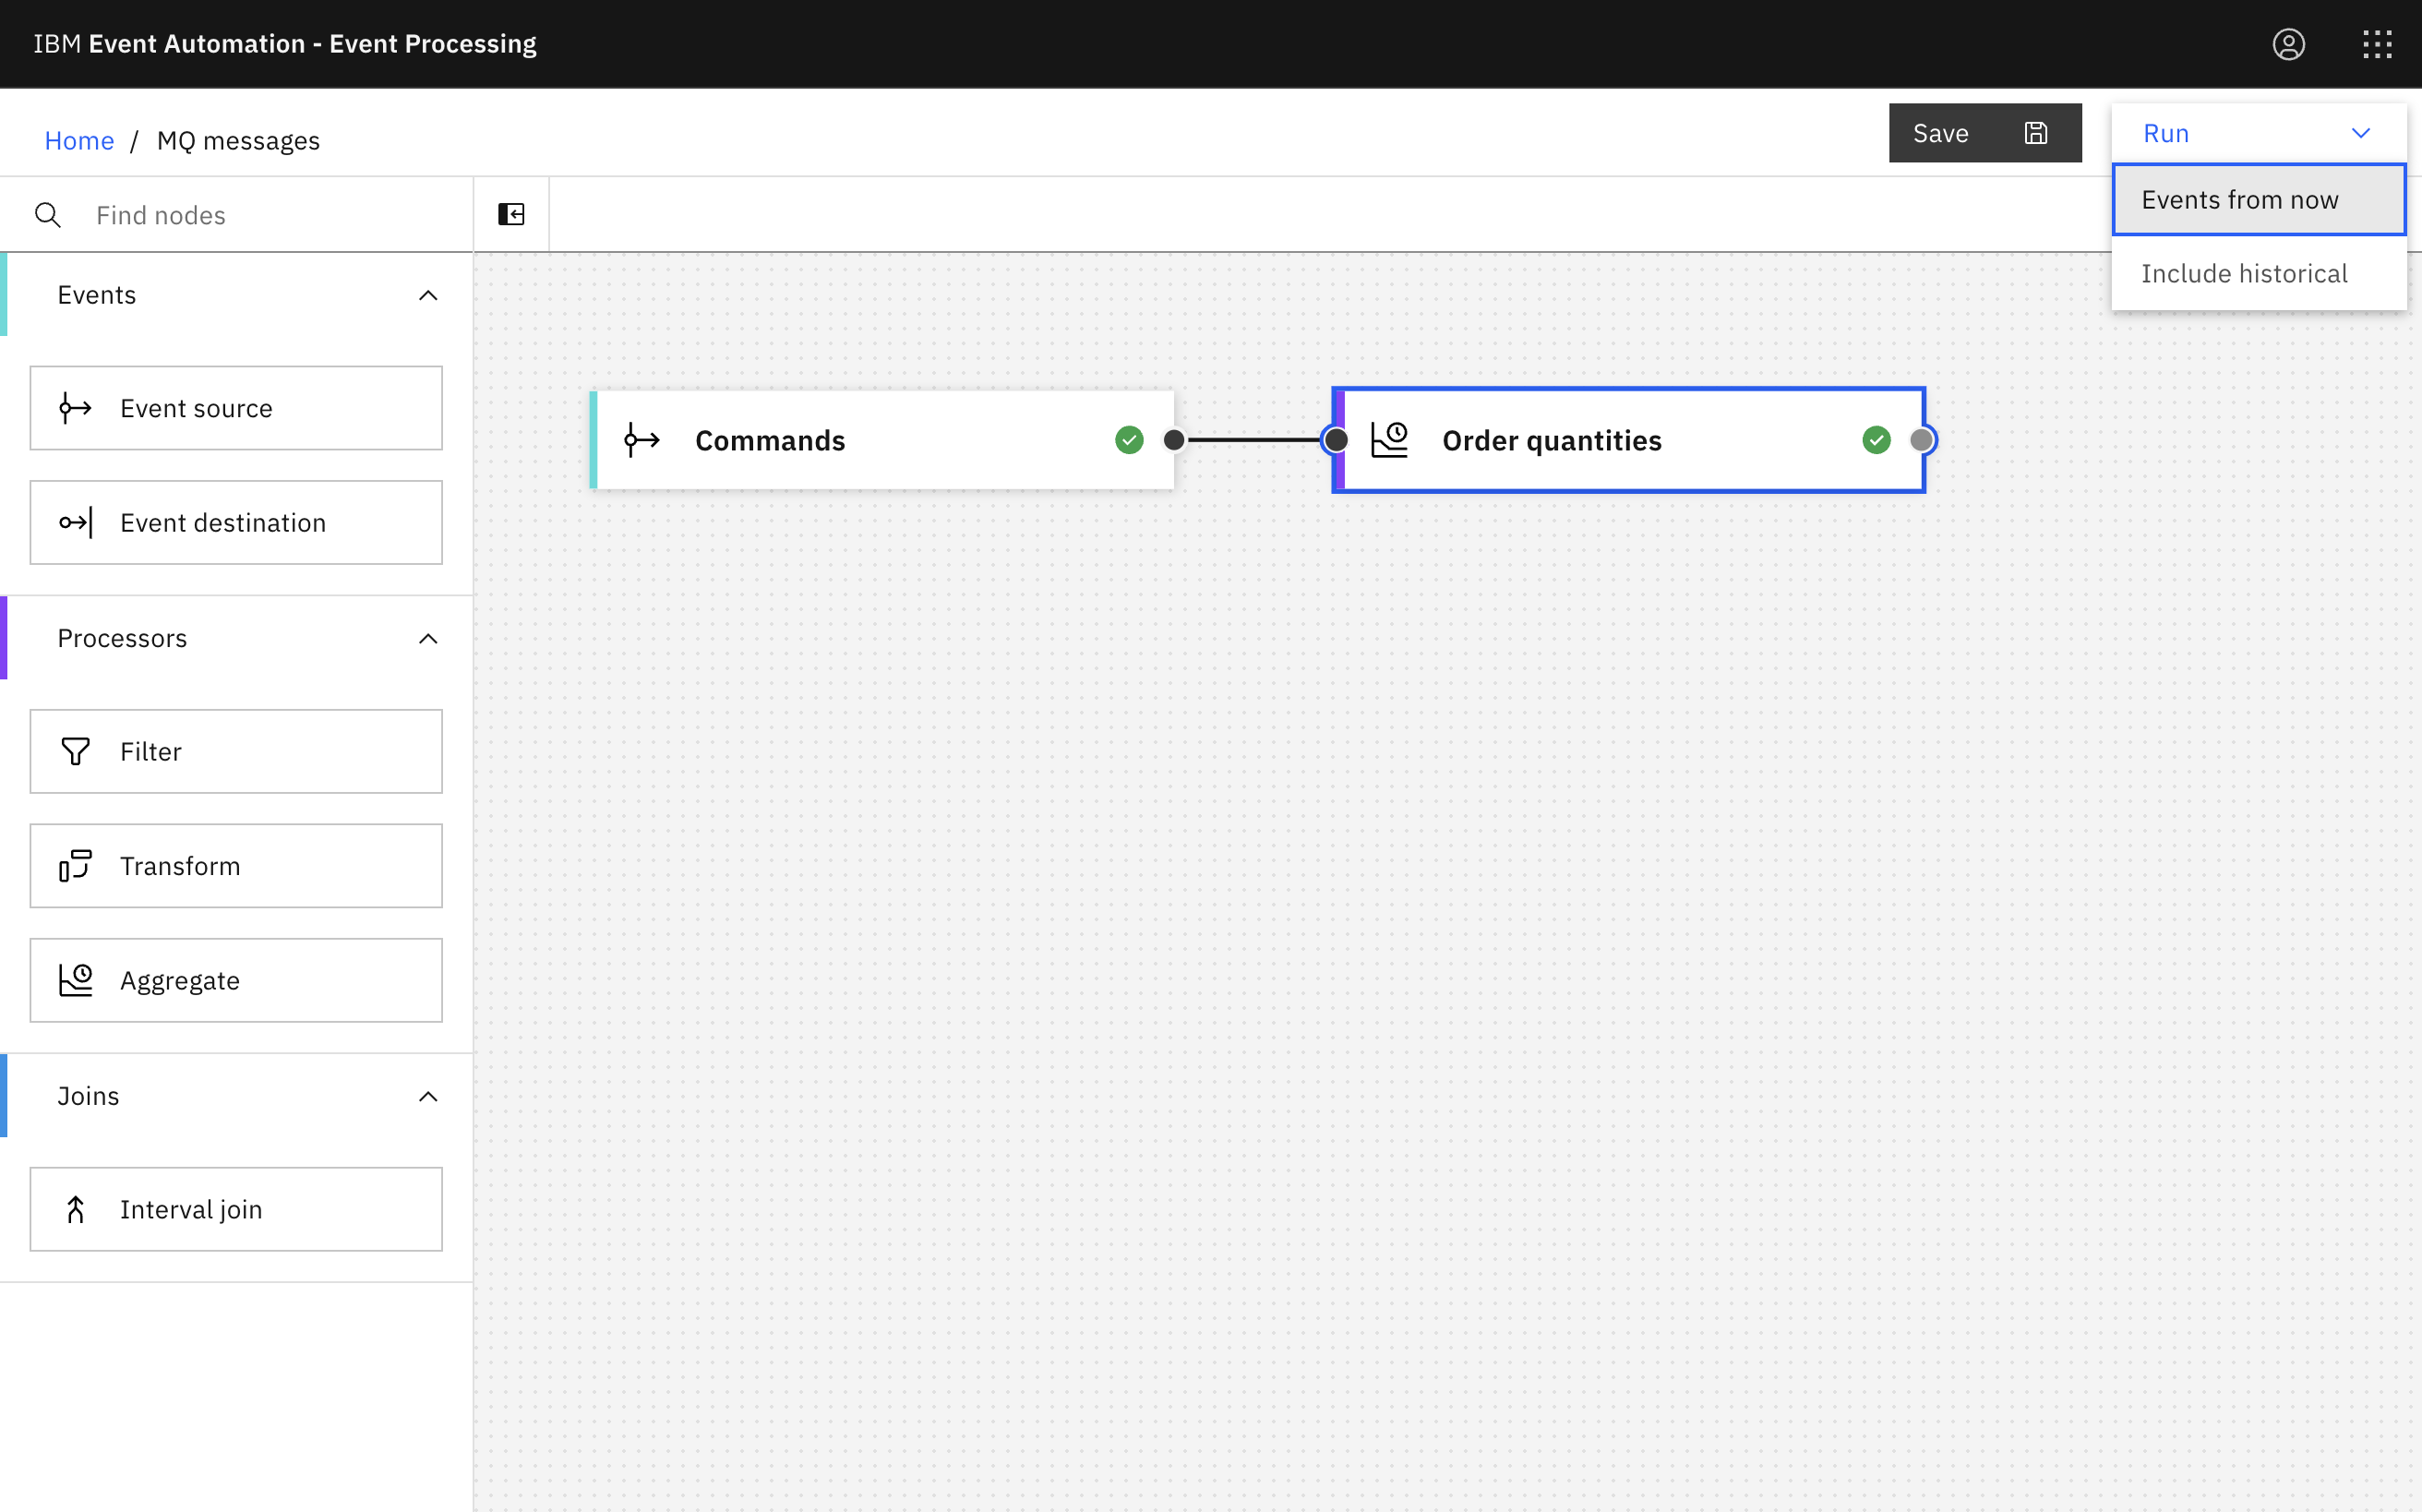 IBM Event Automation - Event Processing
Home / MQ messages
Save
Run
Events from now
Include historical
Find nodes
Events
Event source
Event destination
Processors
Filter
Transform
Aggregate
Joins
Interval join
Commands
Order quantities